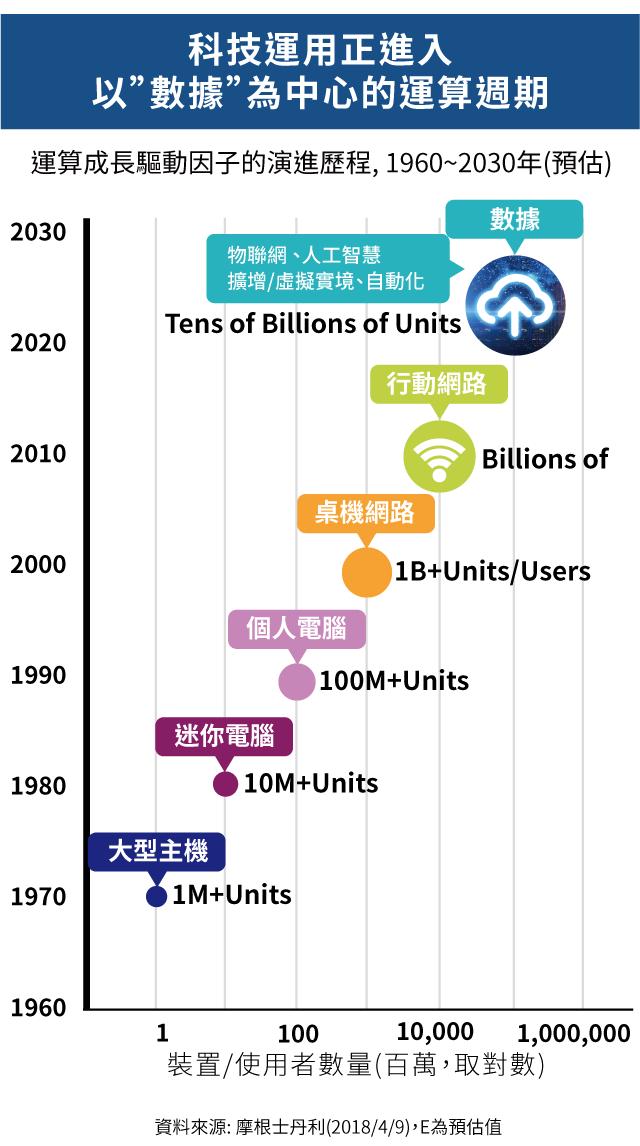 科技運用正進入
以”數據”為中心的運算週期
運算成長驅動因子的演進歷程, 1960~2030年(預估)
2030
數據
物聯網、人工智慧
擴增/虛擬實境、自動化
Tens of Billions of Units
2020
行動網路
2010
Billions of
桌機網路
2000
1B+Units/Users
個人電腦
1990
100M+Units
迷你電腦
1980
10M+Units
大型主機
1970
1M+Units
1960
1
100
10,000
1,000,000
裝置/使用者數量(百萬，取對數)
資料來源: 摩根士丹利(2018/4/9)，E為預估值